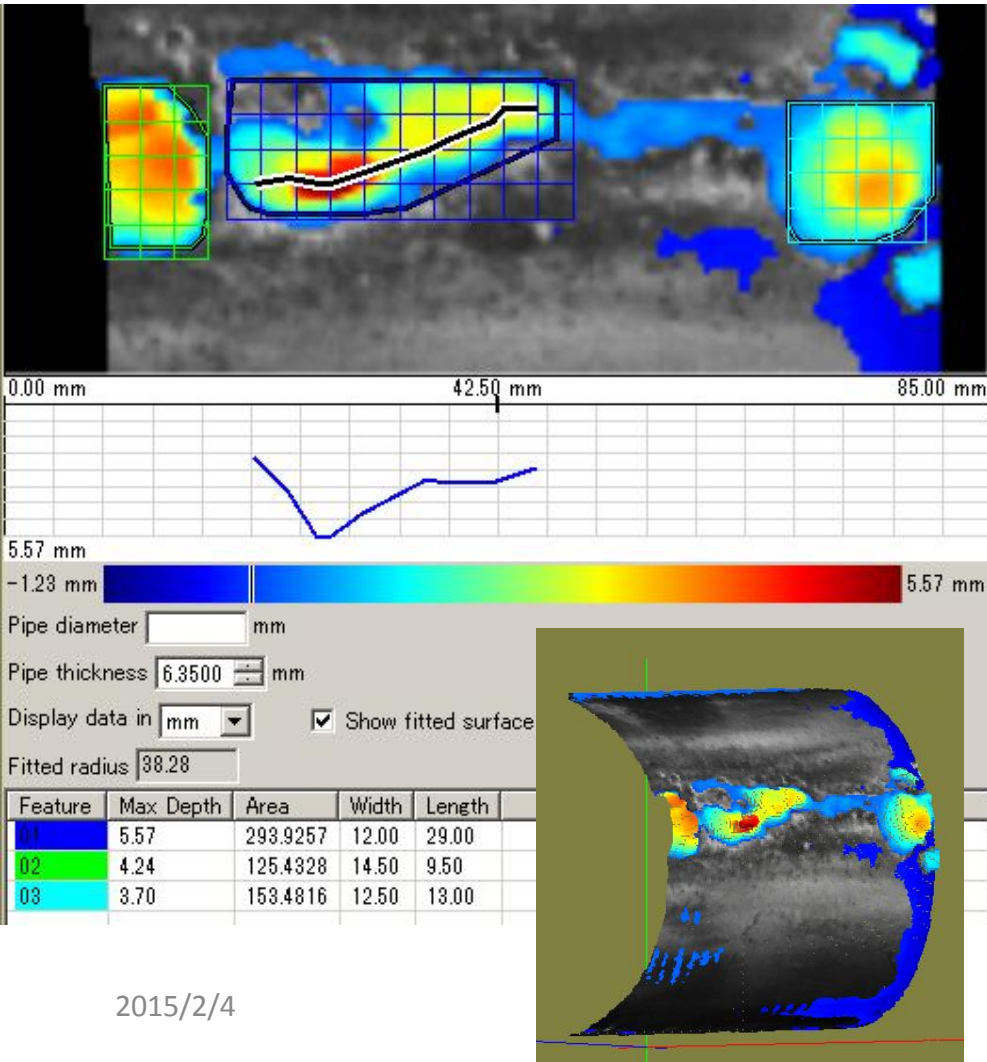 0.00 mm 42.50 mm 85.00 mm
5.57 mm
-1.23 mm 5.57 mm
Pipe diameter mm
Pipe thickness 6.3500 mm
Display data in mm Show fitted surface
Fitted radius 38.28
Feature Max Depth Area Width Length
01 5.57 293.9257 12.00 29.00
02 4.24 125.4328 14.50 9.50
03 3.70 153.4816 12.50 13.00
2015/2/4